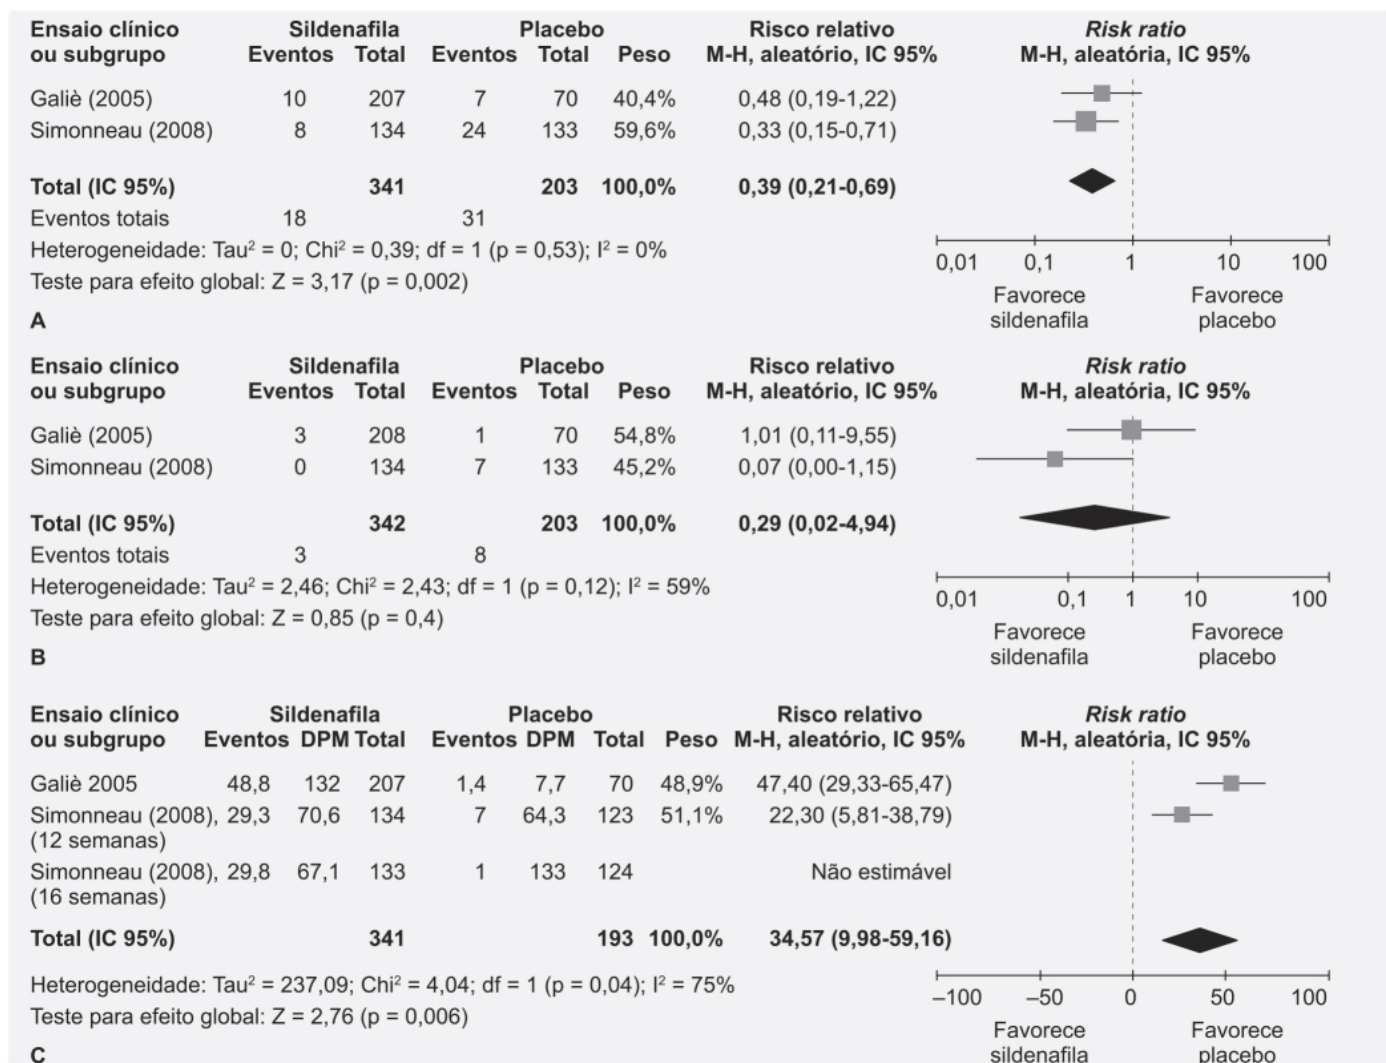 Ensaio clínico Sildenafila Placebo Risco relativo Risk ratio
ou subgrupo Eventos Total Eventos Total Peso M-H, aleatório, IC 95% M-H, aleatória, IC 95%
Galiè (2005) 10 207 7 70 40,4% 0,48 (0,19-1,22)
Simonneau (2008) 8 134 24 133 59,6% 0,33 (0,15-0,71)
Total (IC 95%) 341 203 100,0% 0,39 (0,21-0,69)
Eventos totais 18 31
Heterogeneidade: Tau² = 0; Chi² = 0,39; df = 1 (p = 0,53); I² = 0%
0,01 0,1 1 10 100
Teste para efeito global: Z = 3,17 (p = 0,002)
Favorece Favorece
sildenafila placebo
A
Ensaio clínico Sildenafila Placebo Risco relativo Risk ratio
ou subgrupo Eventos Total Eventos Total Peso M-H, aleatório, IC 95% M-H, aleatória, IC 95%
Galiè (2005) 3 208 1 70 54,8% 1,01 (0,11-9,55)
Simonneau (2008) 0 134 7 133 45,2% 0,07 (0,00-1,15)
Total (IC 95%) 342 203 100,0% 0,29 (0,02-4,94)
Eventos totais 3 8
Heterogeneidade: Tau² = 2,46; Chi² = 2,43; df = 1 (p = 0,12); I² = 59%
0,01 0,1 1 10 100
Teste para efeito global: Z = 0,85 (p = 0,4)
Favorece Favorece
sildenafila placebo
B
Ensaio clínico Sildenafila Placebo Risco relativo Risk ratio
ou subgrupo Eventos DPM Total Eventos DPM Total Peso M-H, aleatório, IC 95% M-H, aleatória, IC 95%
Galiè 2005 48,8 132 207 1,4 7,7 70 48,9% 47,40 (29,33-65,47)
Simonneau (2008), 29,3 70,6 134 7 64,3 123 51,1% 22,30 (5,81-38,79)
(12 semanas)
Simonneau (2008), 29,8 67,1 133 1 133 124 Não estimável
(16 semanas)
Total (IC 95%) 341 193 100,0% 34,57 (9,98-59,16)
Heterogeneidade: Tau² = 237,09; Chi² = 4,04; df = 1 (p = 0,04); I² = 75%
–100 –50 0 50 100
Teste para efeito global: Z = 2,76 (p = 0,006)
Favorece Favorece
sildenafila placebo
C